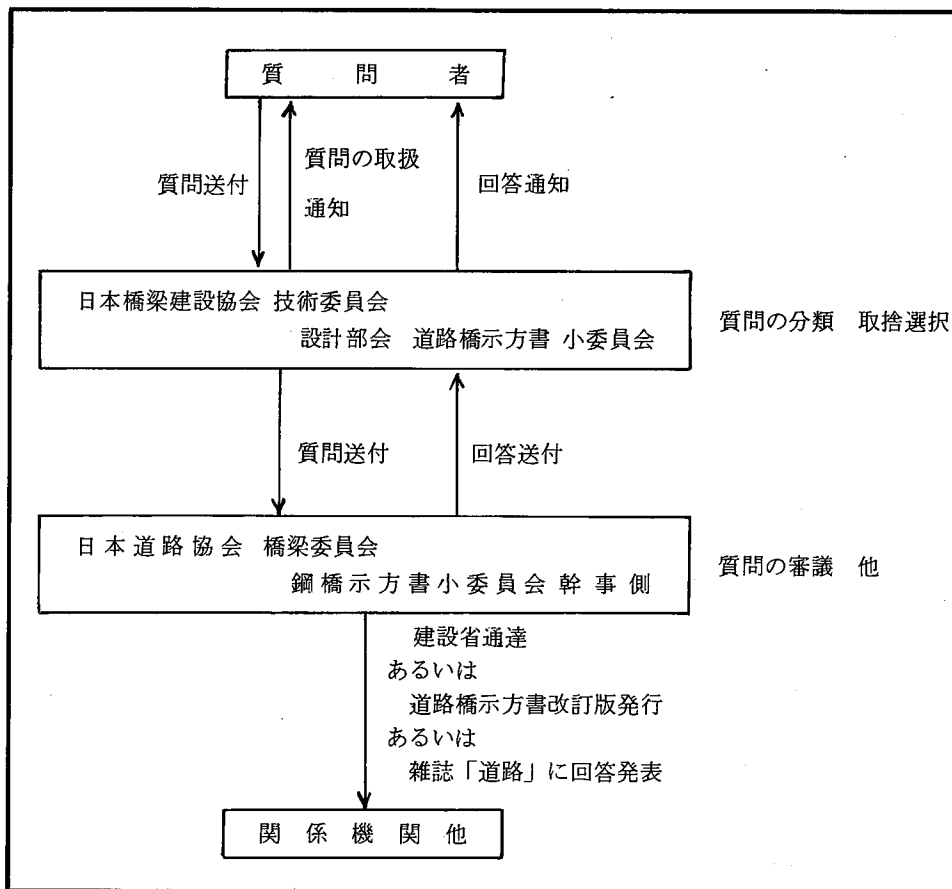 質問者
質問の取扱
通知
質問送付
回答通知
日本橋梁建設協会 技術委員会
設計部会 道路橋示方書 小委員会
質問の分類 取捨選択
質問送付
回答送付
日本道路協会 橋梁委員会
鋼橋示方書小委員会幹事側
質問の審議 他
建設省通達
あるいは
道路橋示方書改訂版発行
あるいは
雑誌「道路」に回答発表
関係機関他